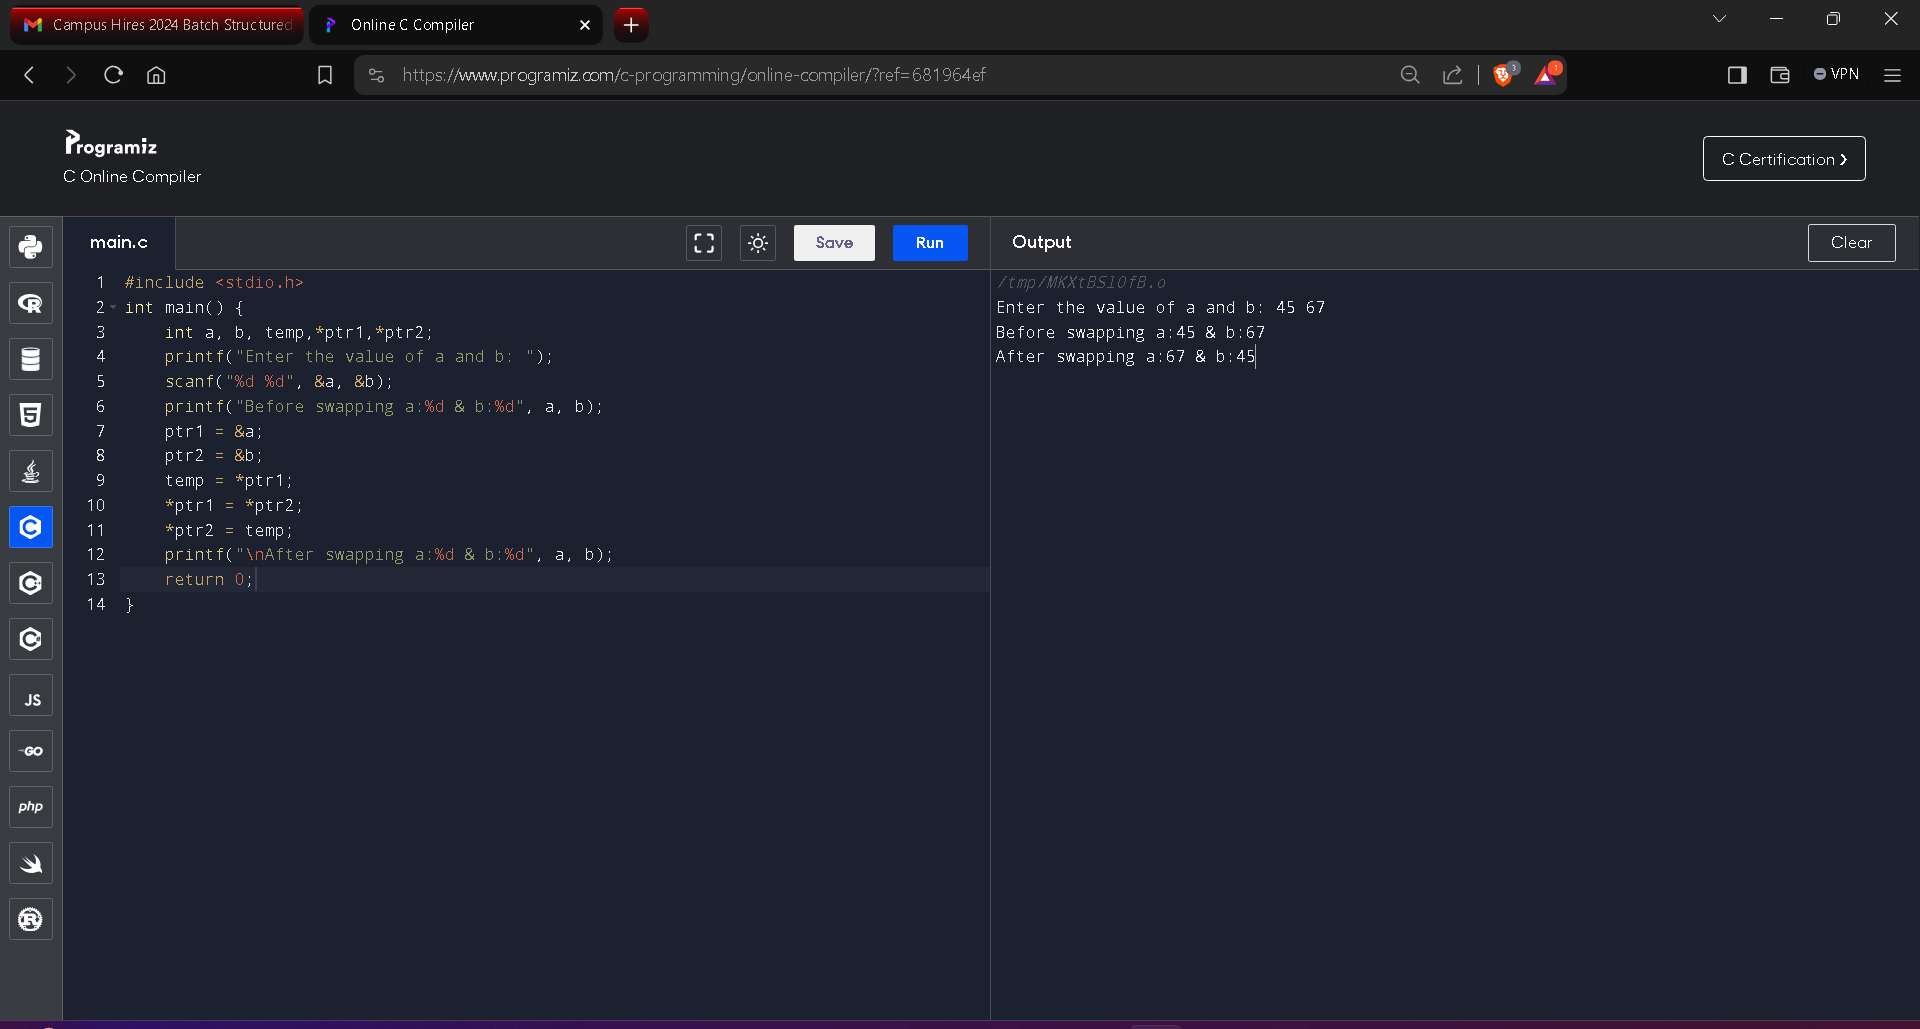 Campus Hires 2024 Batch Structured
Online C Compiler
https://www.programiz.com/c-programming/online-compiler/?ref=681964ef
3
1
VPN
Programiz
C Online Compiler
C Certification
main.c
Save
Run
Output
Clear
1 #include <stdio.h>
2 int main() {
3 int a, b, temp,*ptr1,*ptr2;
4 printf("Enter the value of a and b: ");
5 scanf("%d %d", &a, &b);
6 printf("Before swapping a:%d & b:%d", a, b);
7 ptr1 = &a;
8 ptr2 = &b;
9 temp = *ptr1;
10 *ptr1 = *ptr2;
11 *ptr2 = temp;
12 printf("\nAfter swapping a:%d & b:%d", a, b);
13 return 0;
14 }
/tmp/MKXtBSlOfB.o
Enter the value of a and b: 45 67
Before swapping a:45 & b:67
After swapping a:67 & b:45
R
5
C
C
C
JS
GO
php
R